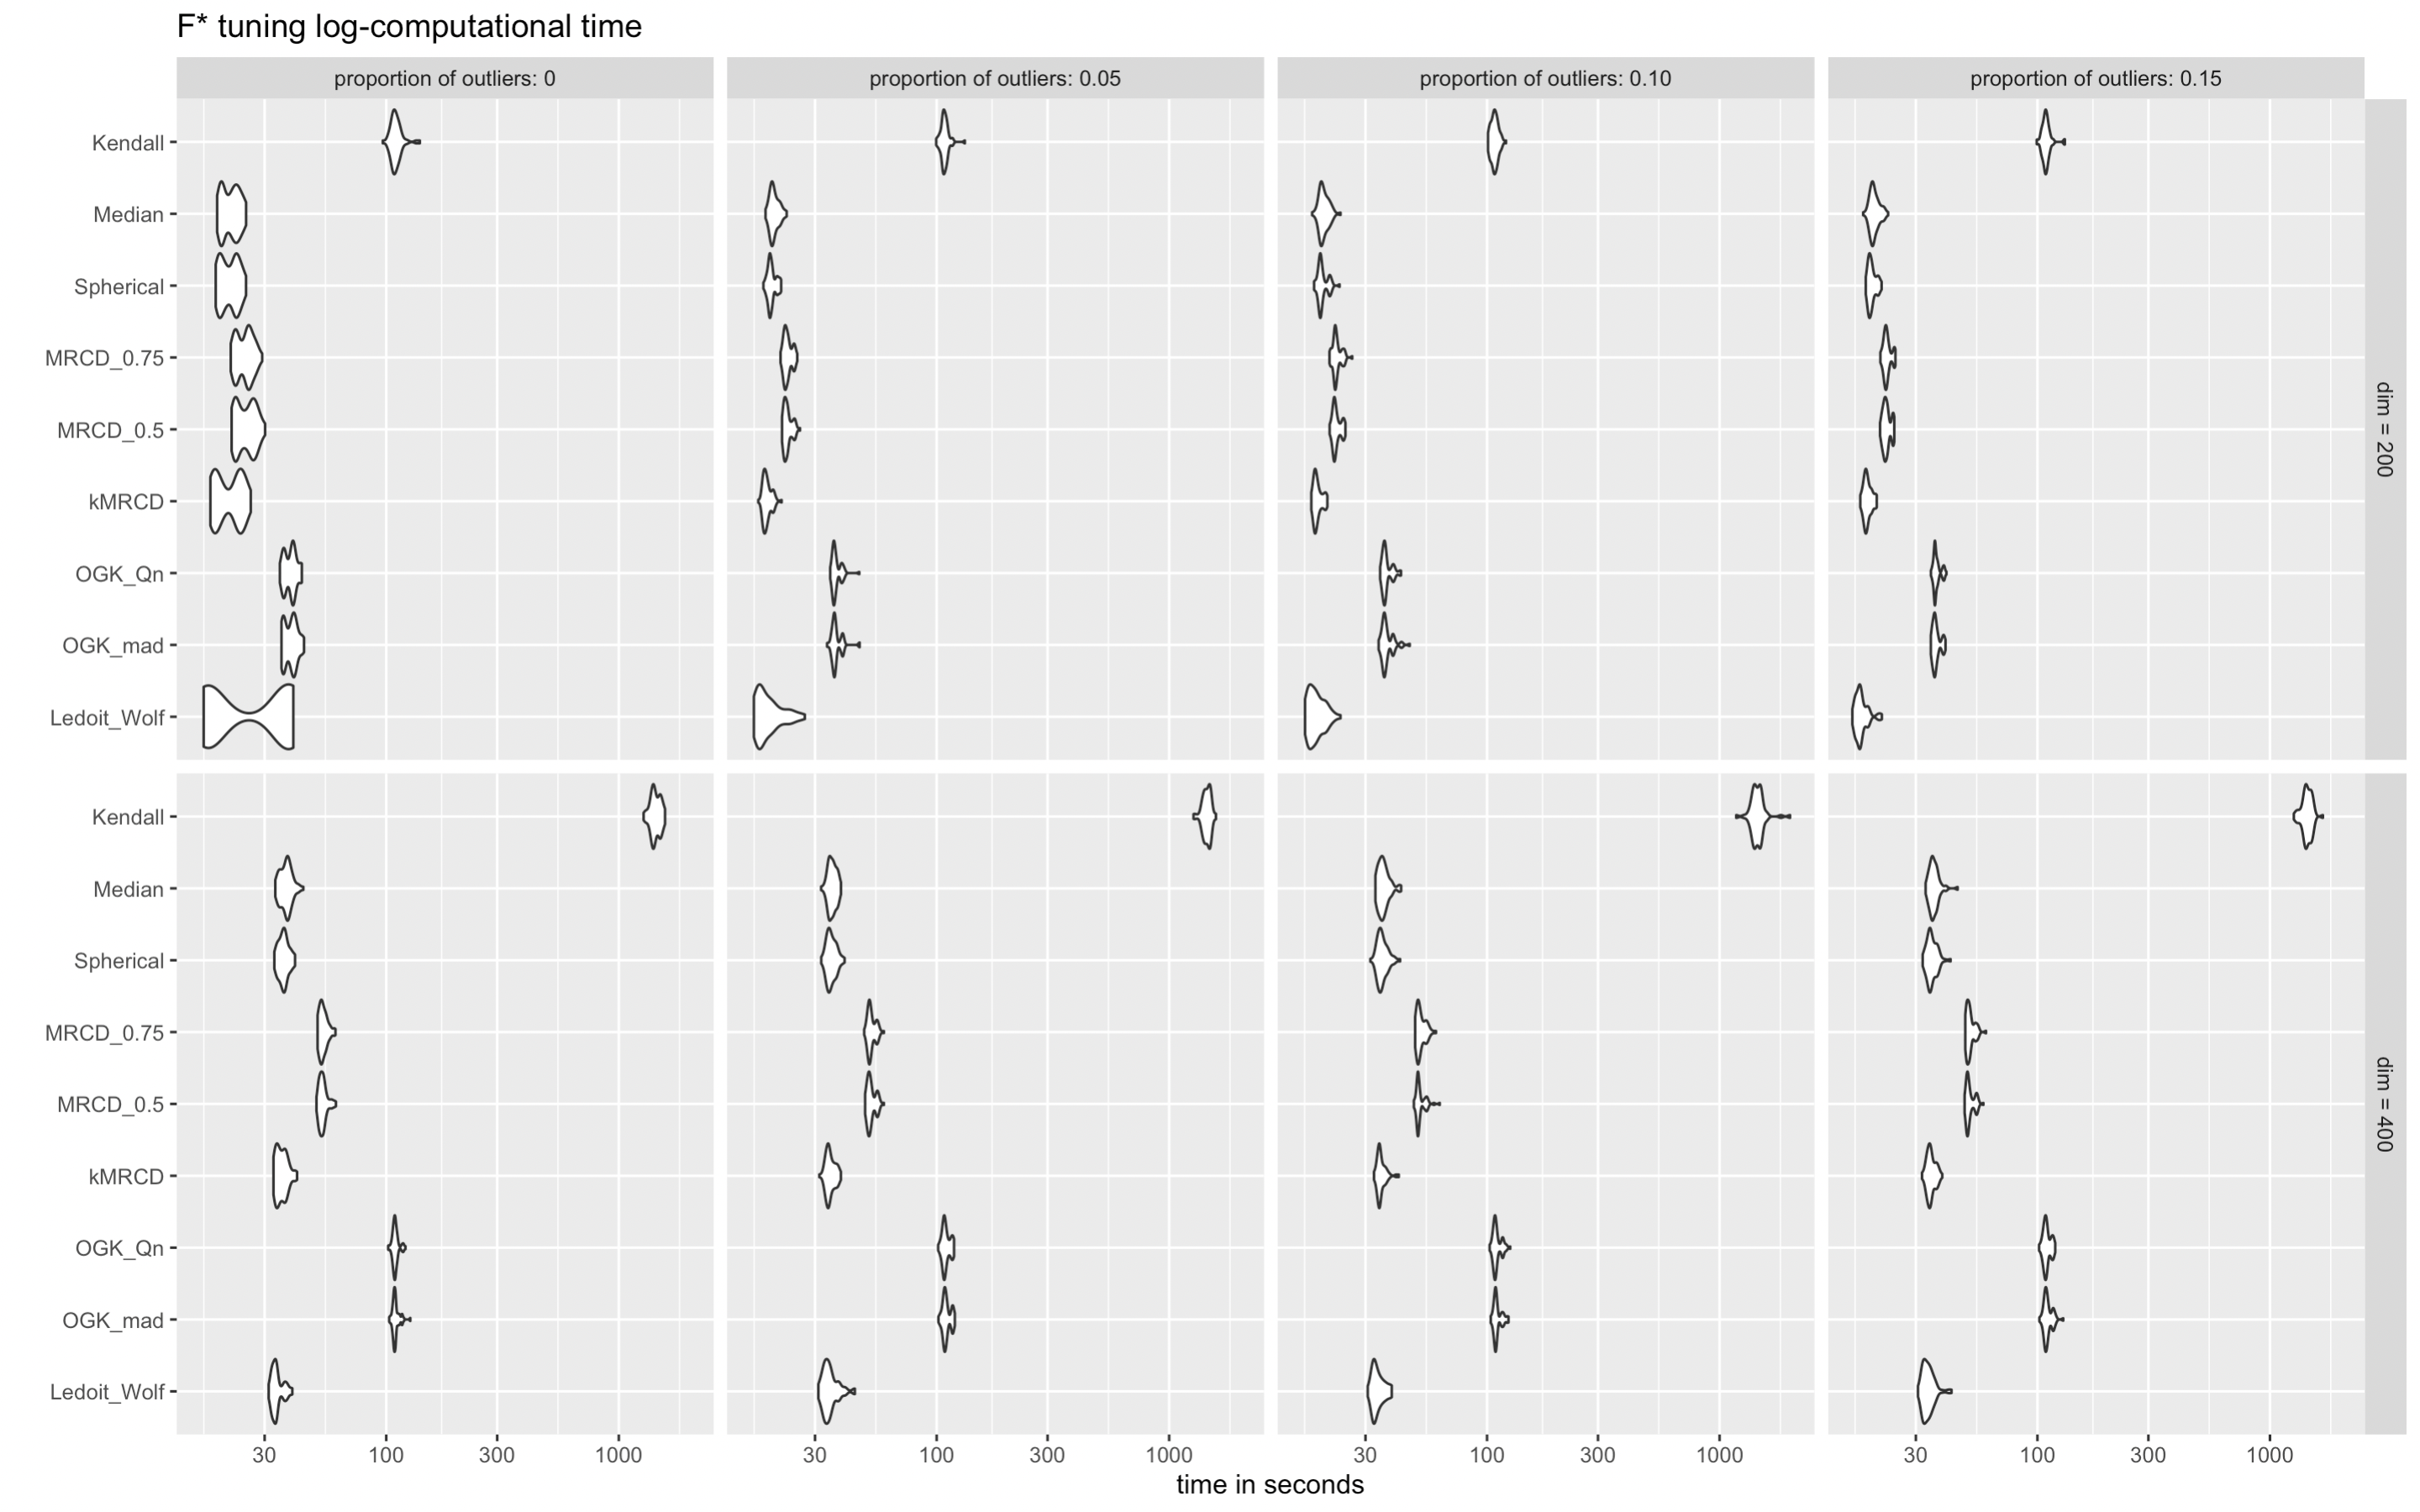 F* tuning log-computational time
proportion of outliers: 0
proportion of outliers: 0.05
proportion of outliers: 0.10
proportion of outliers: 0.15
Kendall
Median
Spherical
MRCD_0.75
MRCD_0.5
kMRCD
OGK_Qn
OGK_mad
Ledoit_Wolf
dim = 200
Kendall
Median
Spherical
MRCD_0.75
MRCD_0.5
kMRCD
OGK_Qn
OGK_mad
Ledoit_Wolf
dim = 400
30 100 300 1000
30 100 300 1000
30 100 300 1000
30 100 300 1000
time in seconds